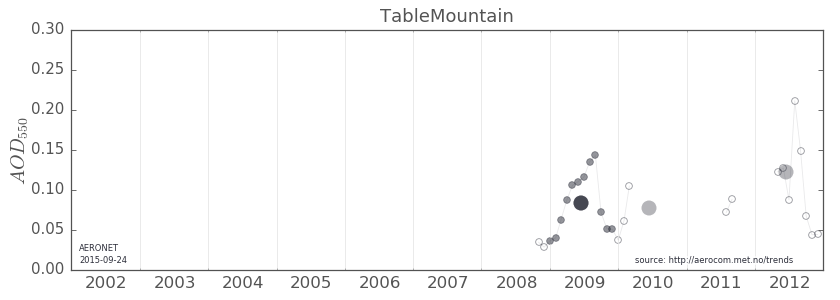 TableMountain
0.30
0.25
0.20
0.15
0.10
0.05
0.00
AOD550
AERONET
2015-09-24
source: http://aerocom.met.no/trends
2002 2003 2004 2005 2006 2007 2008 2009 2010 2011 2012